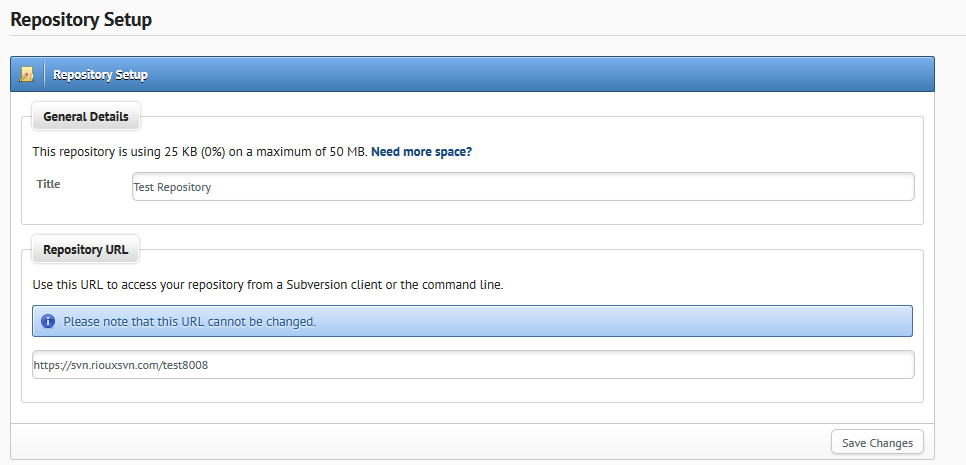 Repository Setup
Repository Setup
General Details
This repository is using 25 KB (0%) on a maximum of 50 MB. Need more space?
Title
Test Repository
Repository URL
Use this URL to access your repository from a Subversion client or the command line.
Please note that this URL cannot be changed.
https://svn.riouxsvn.com/test8008
Save Changes